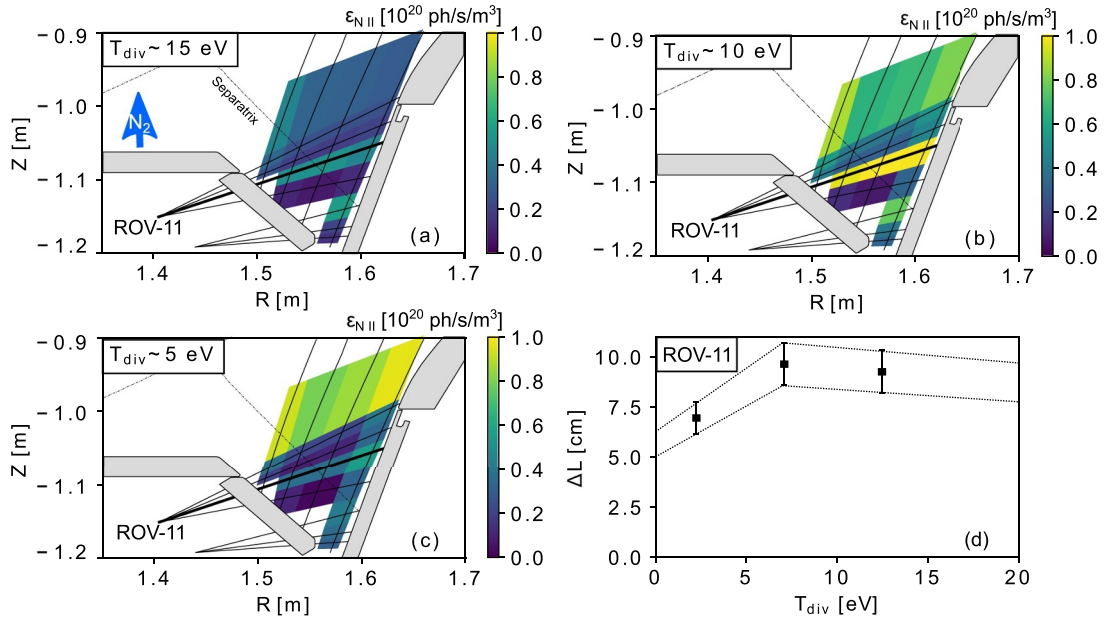 ε_N II [10^20 ph/s/m^3]
T_div ~ 15 eV
Separatrix
N_2
ROV-11
(a)
−0.9
−1.0
−1.1
−1.2
Z [m]
1.4 1.5 1.6 1.7
R [m]
1.0
0.8
0.6
0.4
0.2
0.0
ε_N II [10^20 ph/s/m^3]
T_div ~ 10 eV
ROV-11
(b)
−0.9
−1.0
−1.1
−1.2
Z [m]
1.4 1.5 1.6 1.7
R [m]
1.0
0.8
0.6
0.4
0.2
0.0
ε_N II [10^20 ph/s/m^3]
T_div ~ 5 eV
ROV-11
(c)
−0.9
−1.0
−1.1
−1.2
Z [m]
1.4 1.5 1.6 1.7
R [m]
1.0
0.8
0.6
0.4
0.2
0.0
ROV-11
(d)
10.0
7.5
5.0
2.5
0.0
ΔL [cm]
0 5 10 15 20
T_div [eV]